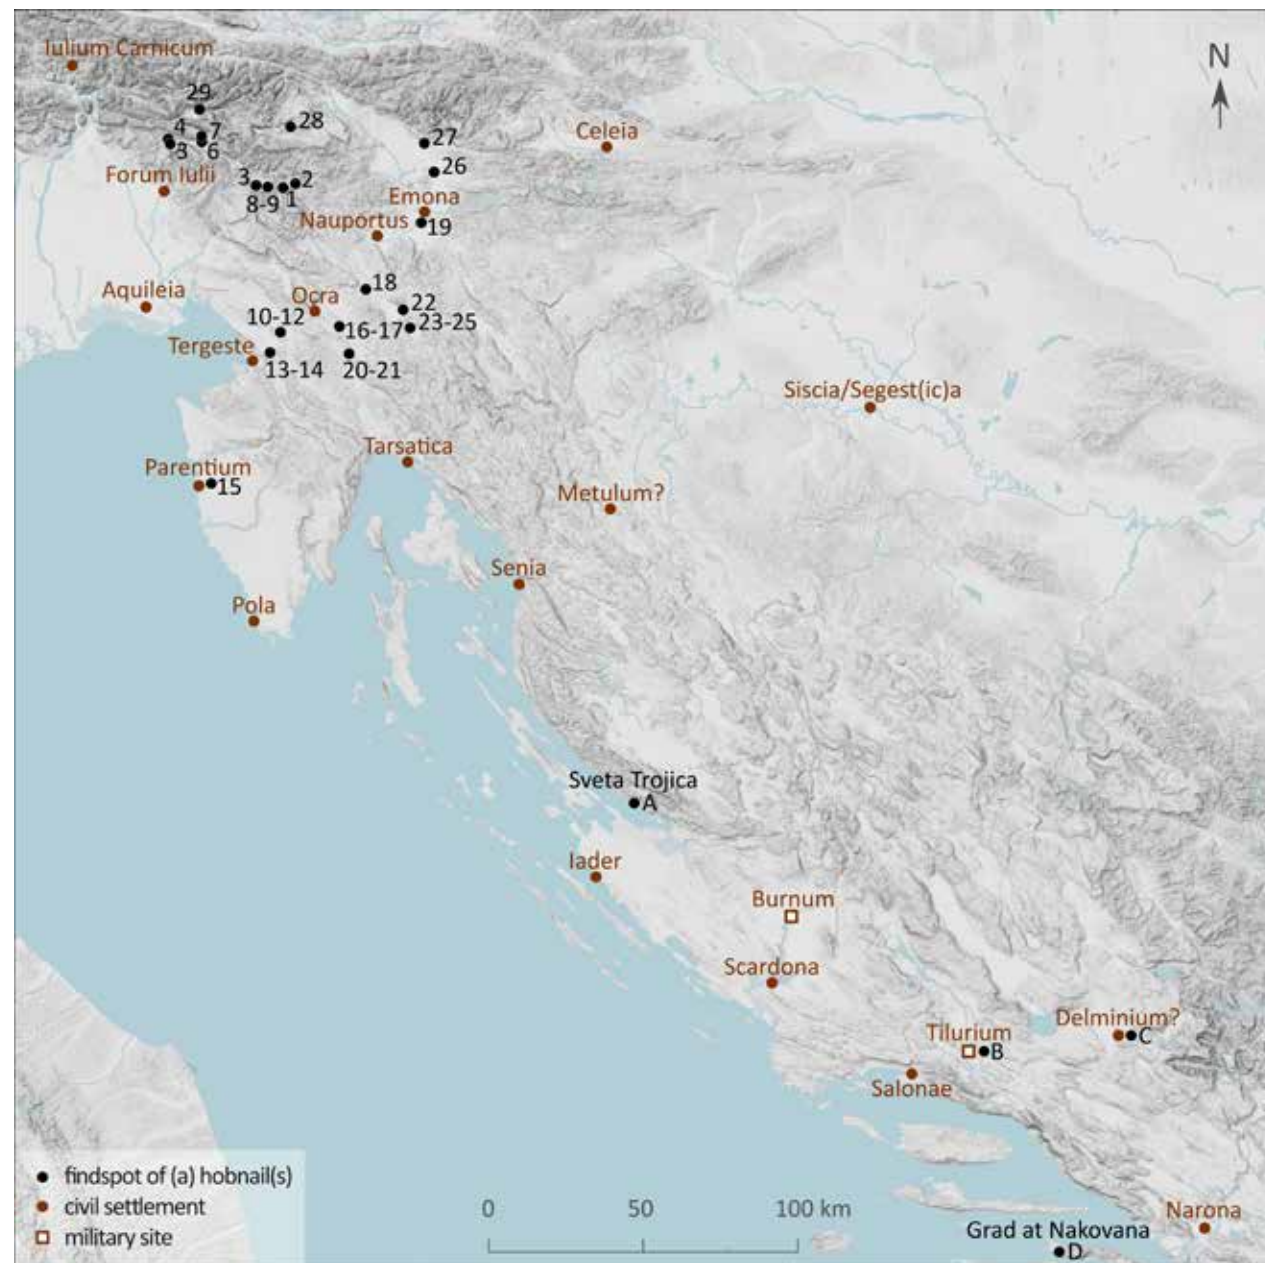 Iulium Carnicum
N
29
28
4
7
3
6
27
Celeia
26
Forum Iulii
3
2
8-9
1
Emona
Nauportus
19
18
Aquileia
Ocra
22
10-12
16-17
23-25
Tergeste
13-14
20-21
Siscia/Segest(ic)a
Tarsatica
Parentium
15
Metulum?
Senia
Pola
Sveta Trojica
A
Iader
Burnum
Scardona
Delminium?
C
Tilurium
B
Salonae
findspot of (a) hobnail(s)
civil settlement
military site
0 50 100 km
Narona
Grad at Nakovana
D